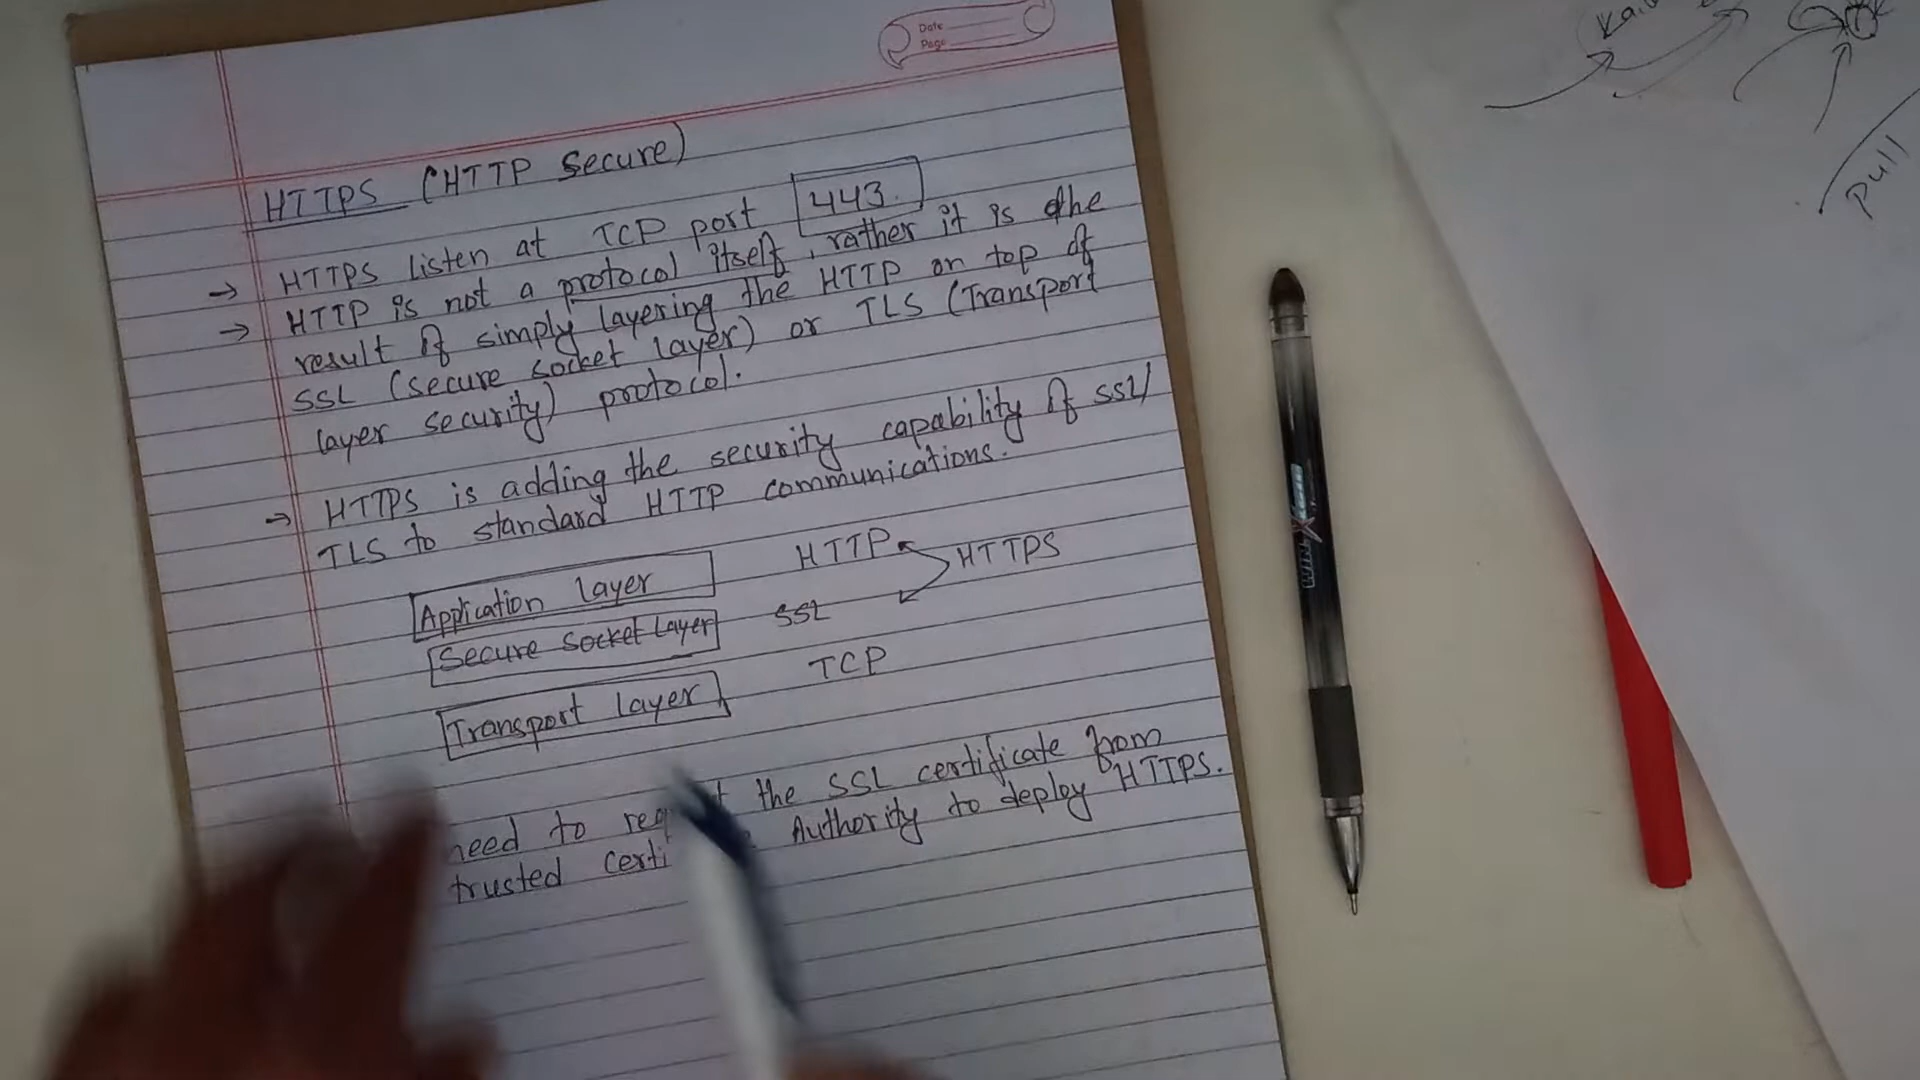 Date
Page
HTTPS (HTTP Secure)
→ HTTPS listen at TCP port 443.
→ HTTP is not a protocol itself, rather it is the
result of simply layering the HTTP on top of
SSL (secure socket layer) or TLS (Transport
layer security) protocol.
→ HTTPS is adding the security capability of SSL/
TLS to standard HTTP communications.
Application layer HTTP HTTPS
Secure Socket Layer SSL
Transport layer TCP
need to the SSL certificate from
trusted Authority to deploy HTTPS.
Pull